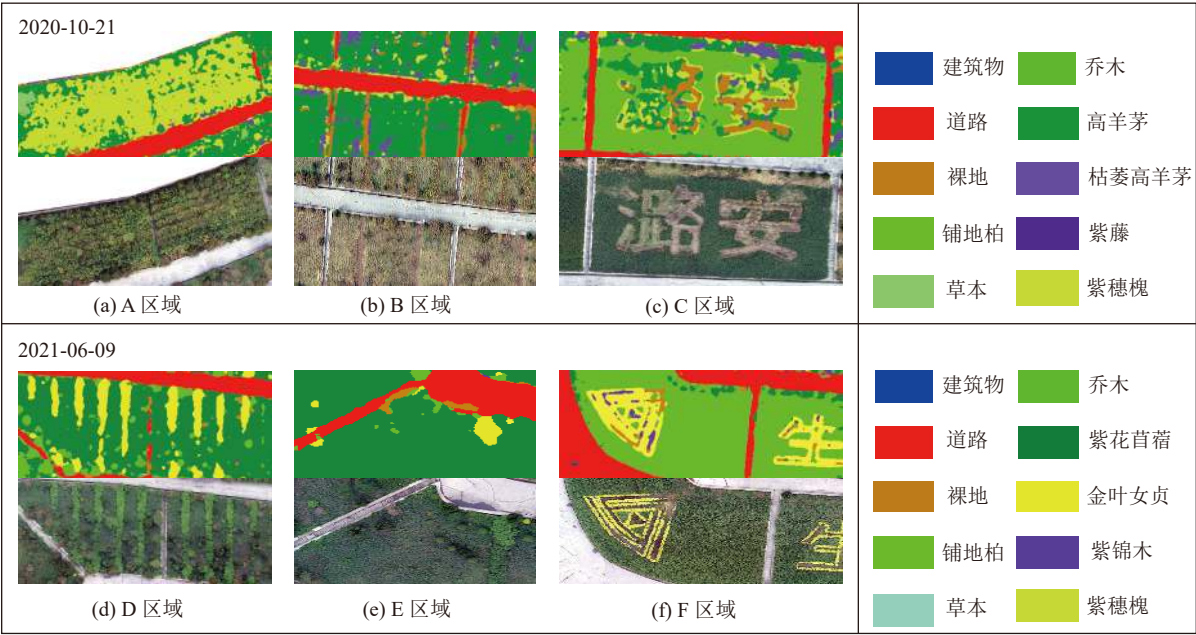 2020-10-21
潞安
(a) A 区域
(b) B 区域
(c) C 区域
建筑物
乔木
道路
高羊茅
裸地
枯萎高羊茅
铺地柏
紫藤
草本
紫穗槐
2021-06-09
生
(d) D 区域
(e) E 区域
(f) F 区域
建筑物
乔木
道路
紫花苜蓿
裸地
金叶女贞
铺地柏
紫锦木
草本
紫穗槐